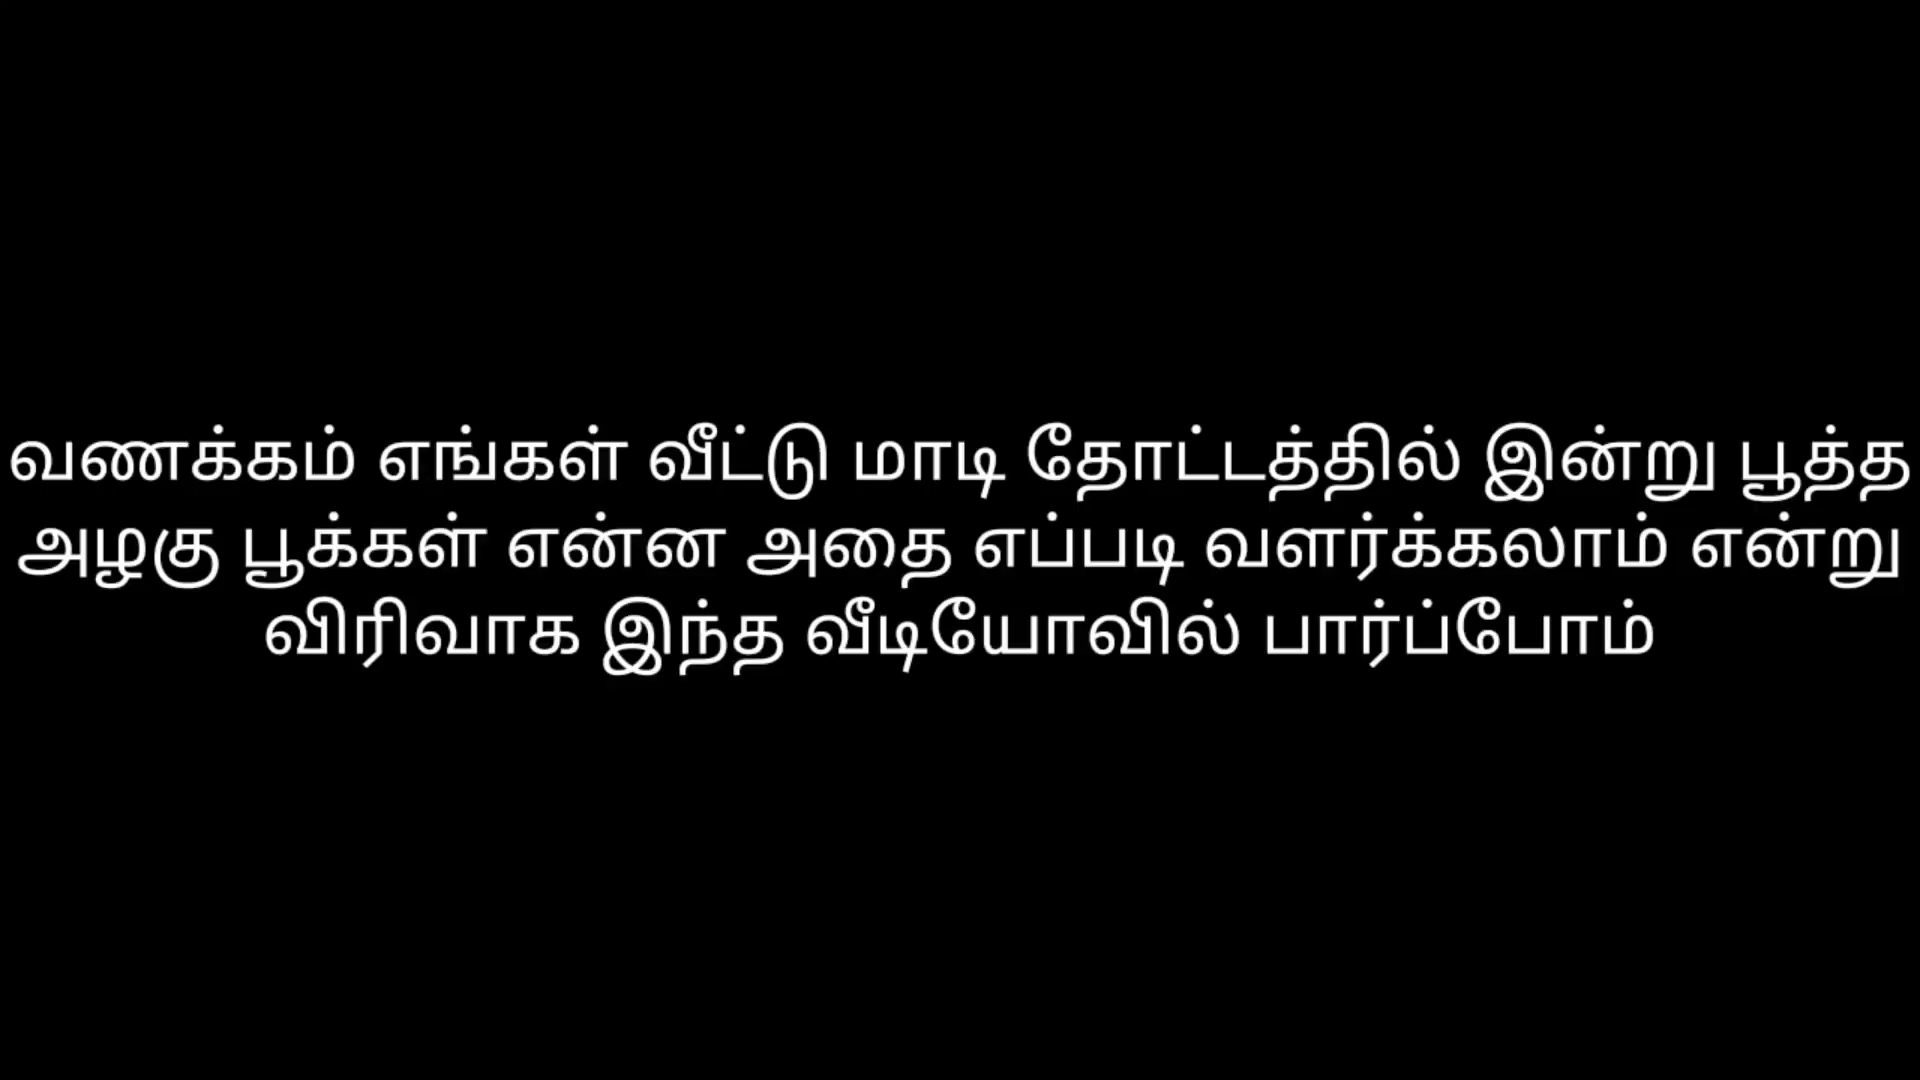 வணக்கம் எங்கள் வீட்டு மாடி தோட்டத்தில் இன்று பூத்த
அழகு பூக்கள் என்ன அதை எப்படி வளர்க்கலாம் என்று
விரிவாக இந்த வீடியோவில் பார்ப்போம்